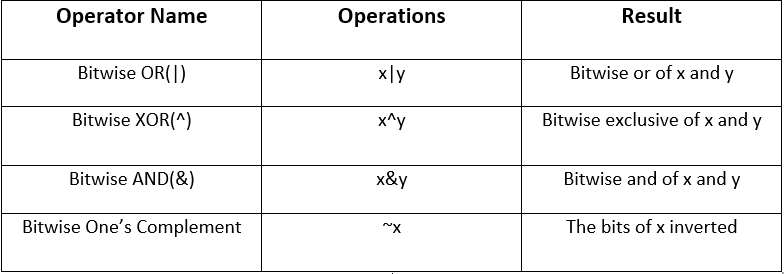 Operator Name Operations Result
Bitwise OR(|) x|y Bitwise or of x and y
Bitwise XOR(^) x^y Bitwise exclusive of x and y
Bitwise AND(&) x&y Bitwise and of x and y
Bitwise One’s Complement ~x The bits of x inverted